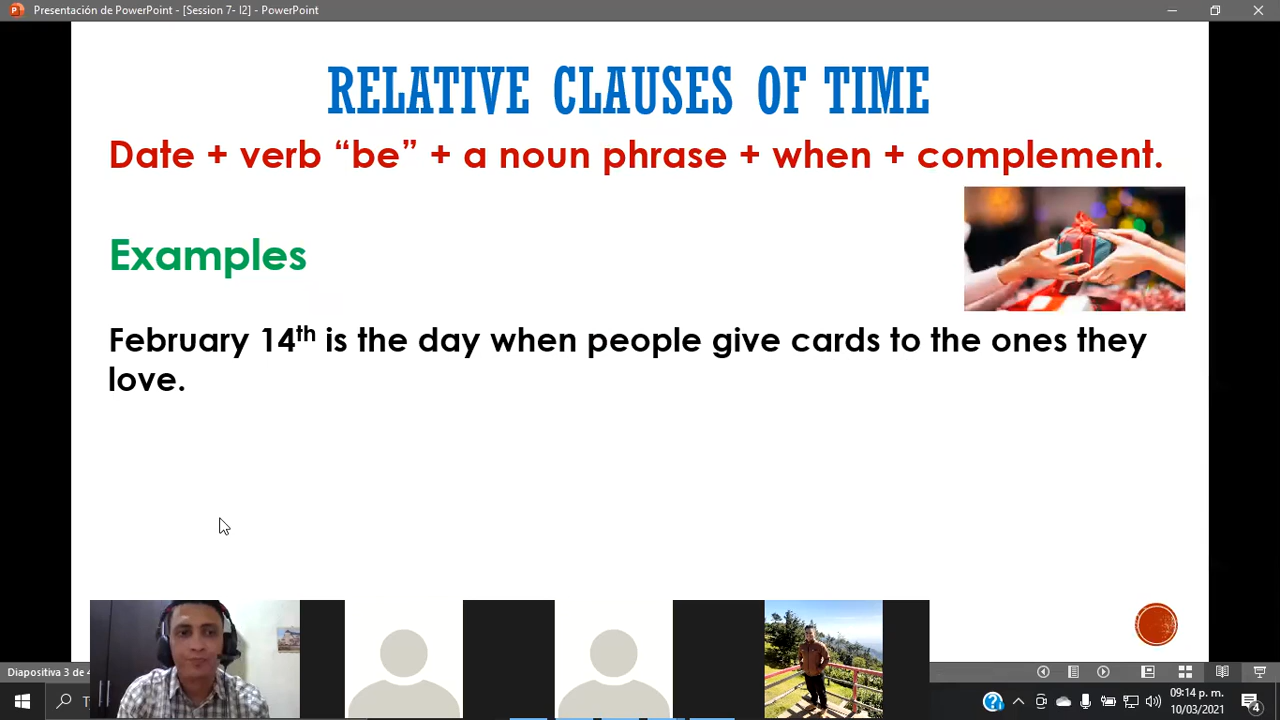 Presentación de PowerPoint - [Session 7- I2] - PowerPoint
RELATIVE CLAUSES OF TIME
Date + verb “be” + a noun phrase + when + complement.
Examples
February 14th is the day when people give cards to the ones they
love.
Diapositiva 3 de 4
09:14 p. m.
10/03/2021
4